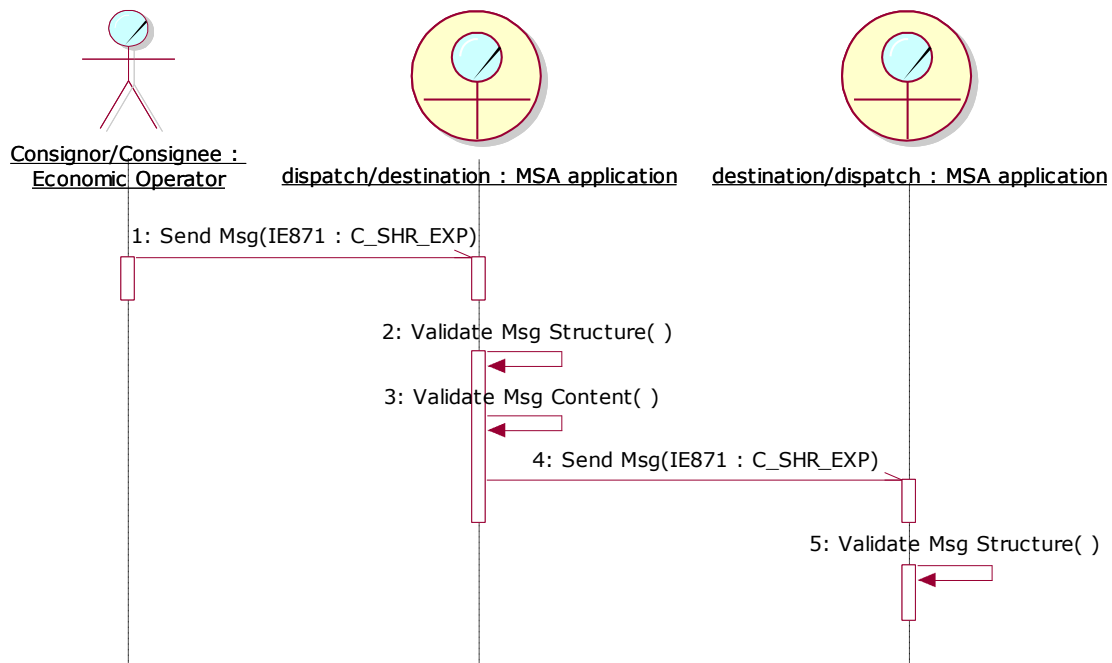 Consignor/Consignee :
Economic Operator
dispatch/destination : MSA application
destination/dispatch : MSA application
1: Send Msg(IE871 : C_SHR_EXP)
2: Validate Msg Structure( )
3: Validate Msg Content( )
4: Send Msg(IE871 : C_SHR_EXP)
5: Validate Msg Structure( )